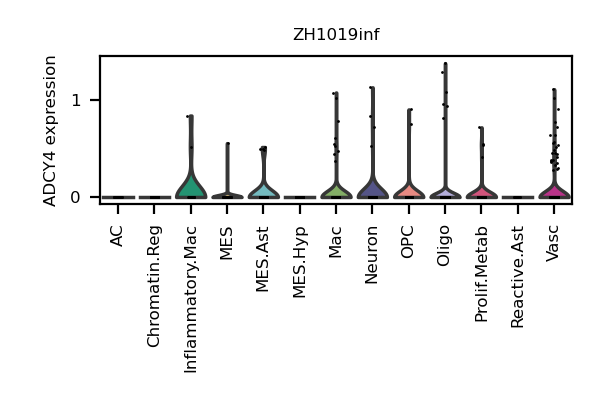 ZH1019inf
ADCY4 expression
1
0
AC
Chromatin.Reg
Inflammatory.Mac
MES
MES.Ast
MES.Hyp
Mac
Neuron
OPC
Oligo
Prolif.Metab
Reactive.Ast
Vasc